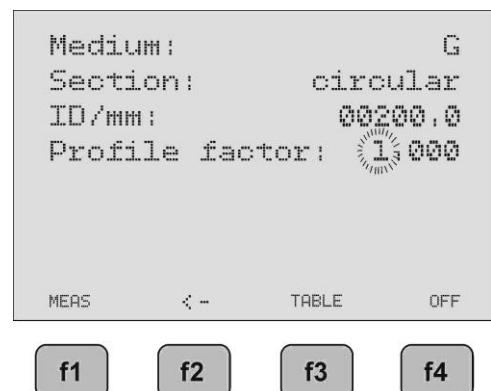 Medium: G
Section: circular
ID/mm: 00200.0
Profile factor: 1.000
MEAS <- TABLE OFF
f1 f2 f3 f4